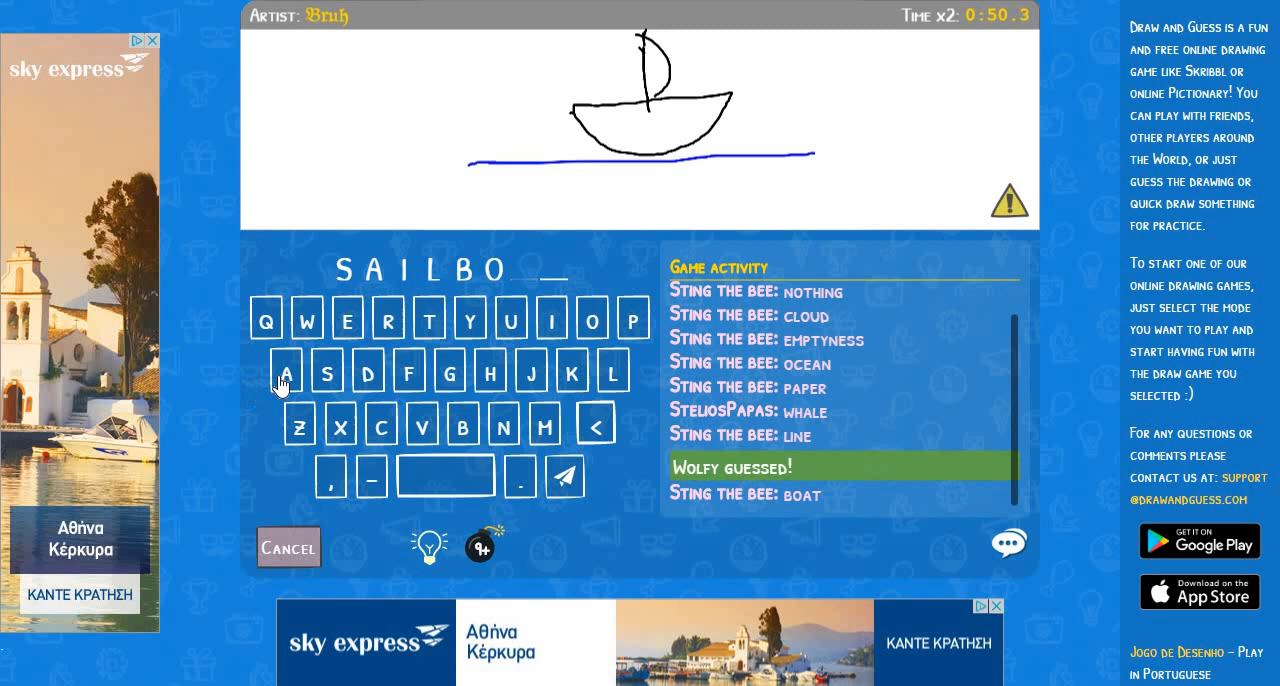 Artist: Bruh
Time x2: 0:50.3
sky express
Αθήνα
Κέρκυρα
ΚΑΝΤΕ ΚΡΑΤΗΣΗ
SAILBO_ _
Q W E R T Y U I O P
A S D F G H J K L
Z X C V B N M <
, – .
Cancel
9+
Game activity
Sting the bee: nothing
Sting the bee: cloud
Sting the bee: emptyness
Sting the bee: ocean
Sting the bee: paper
SteliosPapas: whale
Sting the bee: line
Wolfy guessed!
Sting the bee: boat
sky express
Αθήνα
Κέρκυρα
ΚΑΝΤΕ ΚΡΑΤΗΣΗ
Draw and Guess is a fun
and free online drawing
game like Skribbl or
online Pictionary! You
can play with friends,
other players around
the World, or just
guess the drawing or
quick draw something
for practice.
To start one of our
online drawing games,
just select the mode
you want to play and
start having fun with
the draw game you
selected :)
For any questions or
comments please
contact us at: support
@drawandguess.com
GET IT ON
Google Play
Download on the
App Store
Jogo de Desenho – Play
in Portuguese